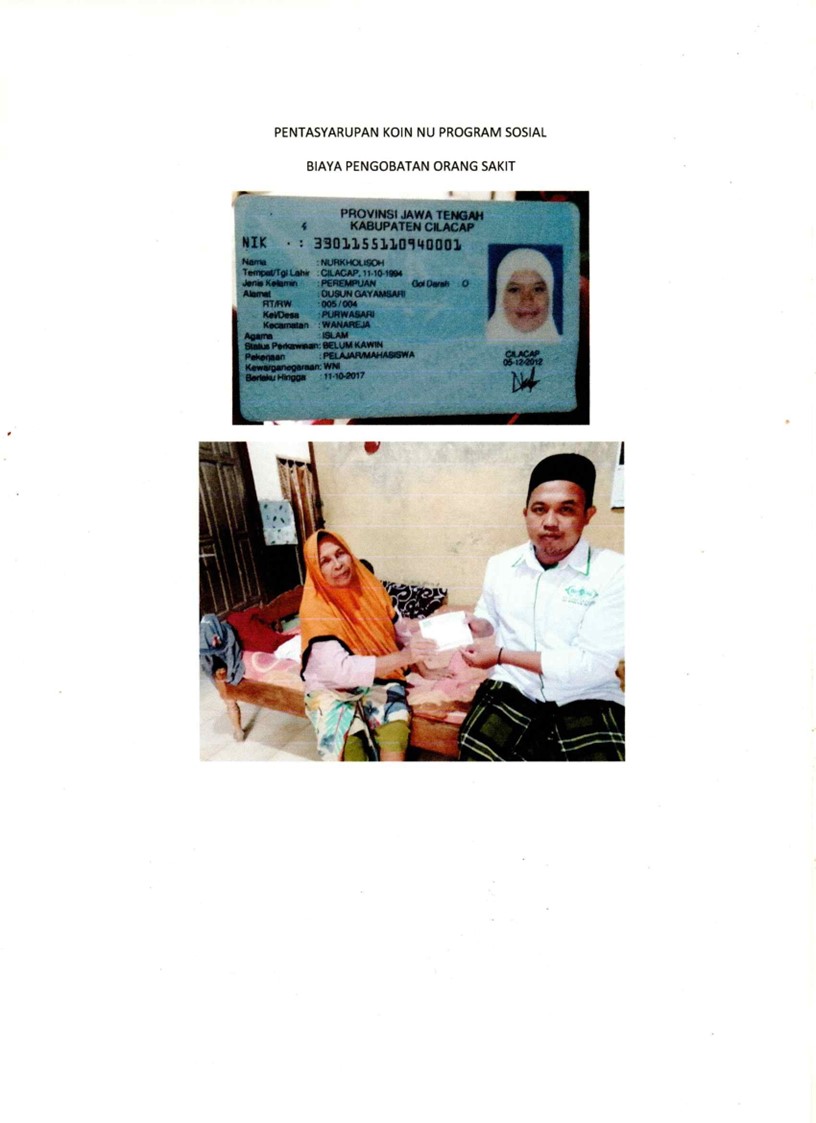 PENTASYARUPAN KOIN NU PROGRAM SOSIAL
BIAYA PENGOBATAN ORANG SAKIT
PROVINSI JAWA TENGAH
KABUPATEN CILACAP
NIK : 3301155110940001
Nama : NURKHOLISOH
Tempat/Tgl Lahir : CILACAP, 11-10-1994
Jenis Kelamin : PEREMPUAN Gol Darah : O
Alamat : DUSUN GAYAMSARI
RT/RW : 005 / 004
Kel/Desa : PURWASARI
Kecamatan : WANAREJA
Agama : ISLAM
Status Perkawinan: BELUM KAWIN
Pekerjaan : PELAJAR/MAHASISWA
Kewarganegaraan: WNI
Berlaku Hingga : 11-10-2017
CILACAP
05-12-2012